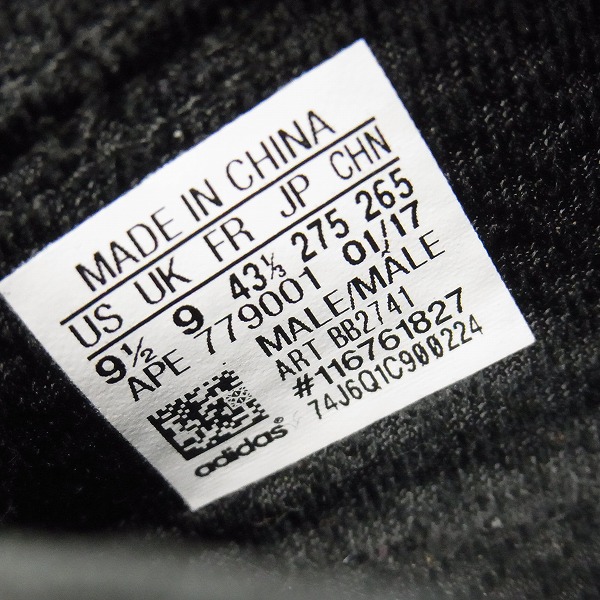 MADE IN CHINA
US UK FR JP CHN
9½ 9 43⅓ 275 265
APE 779001 01/17
MALE/MÂLE
ART BB2741
#116761827
74J6Q1C900224
adidas